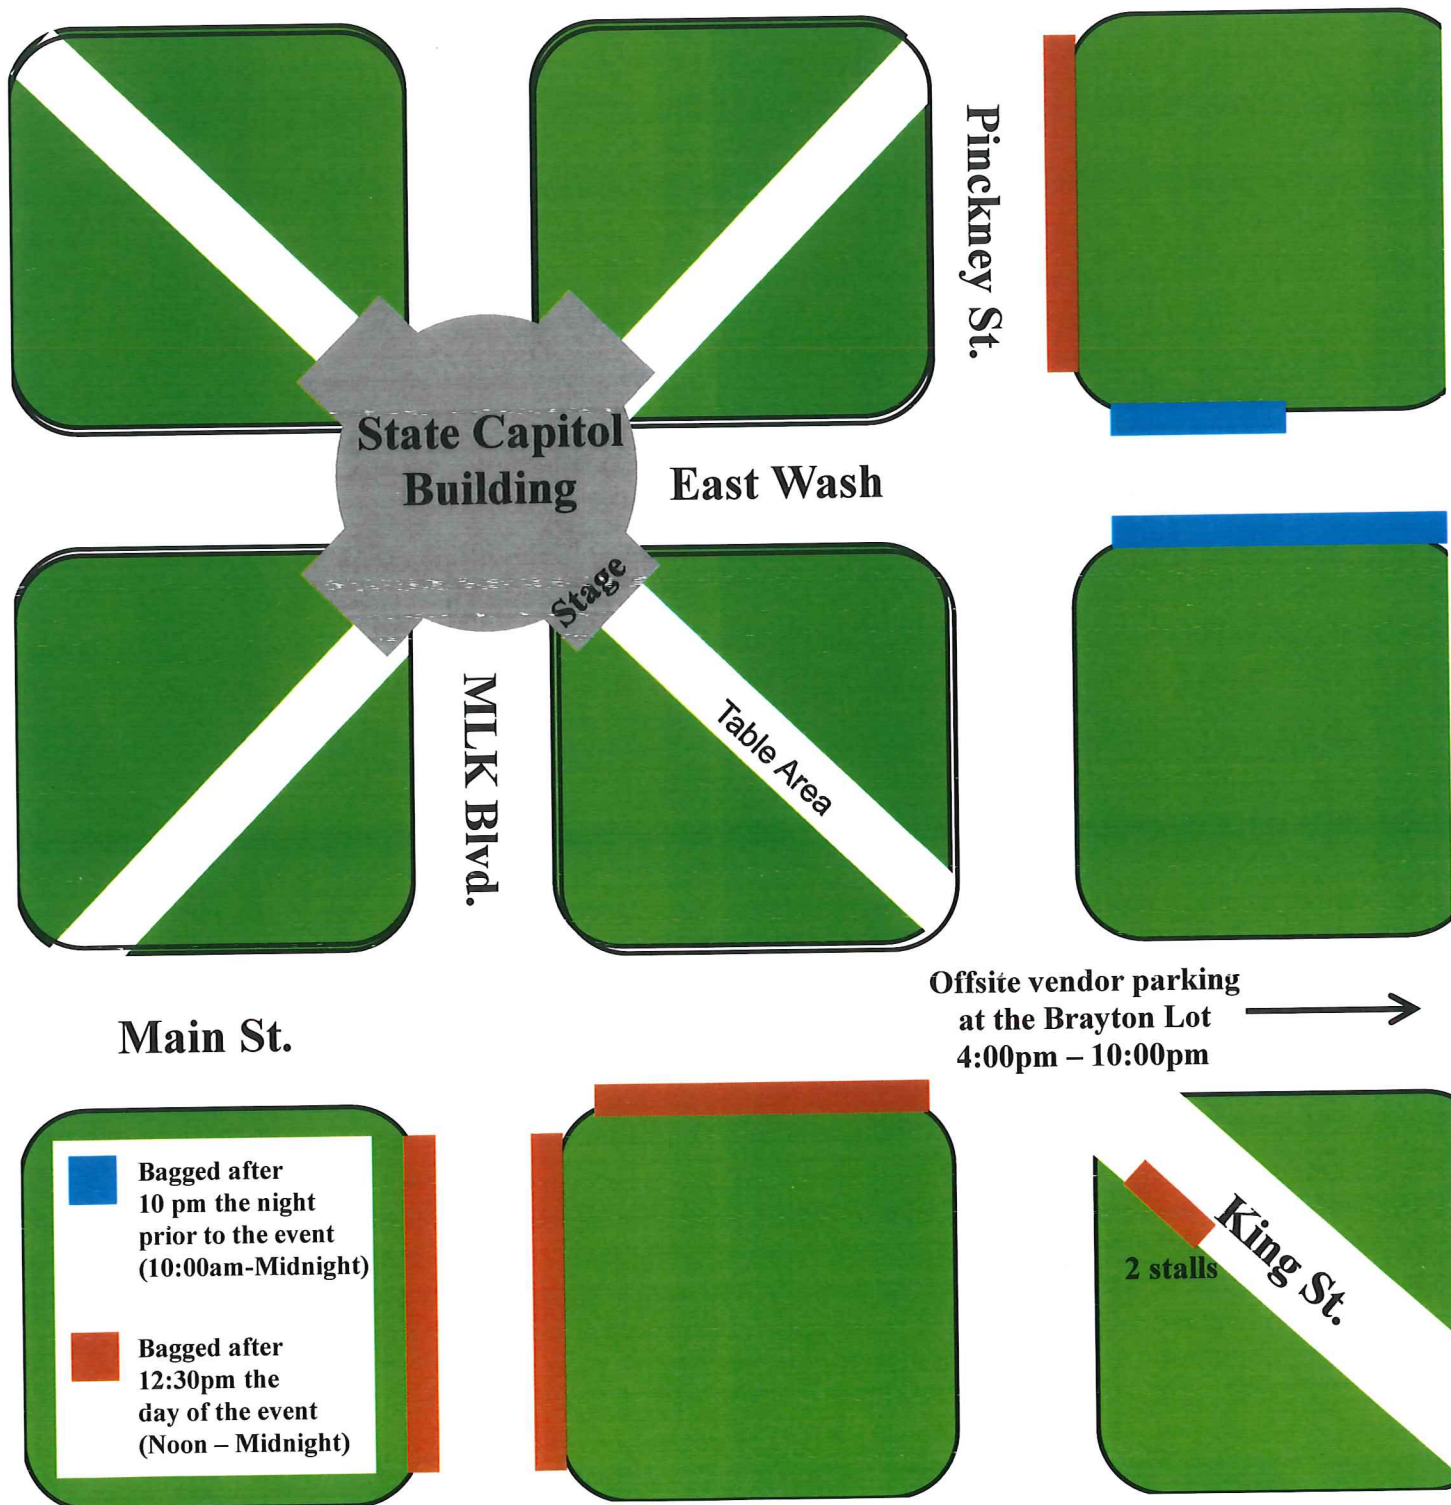 Pinckney St.
State Capitol
Building
East Wash
Stage
MLK Blvd.
Table Area
Offsite vendor parking
at the Brayton Lot
4:00pm – 10:00pm
Main St.
Bagged after
10 pm the night
prior to the event
(10:00am-Midnight)
Bagged after
12:30pm the
day of the event
(Noon – Midnight)
King St.
2 stalls